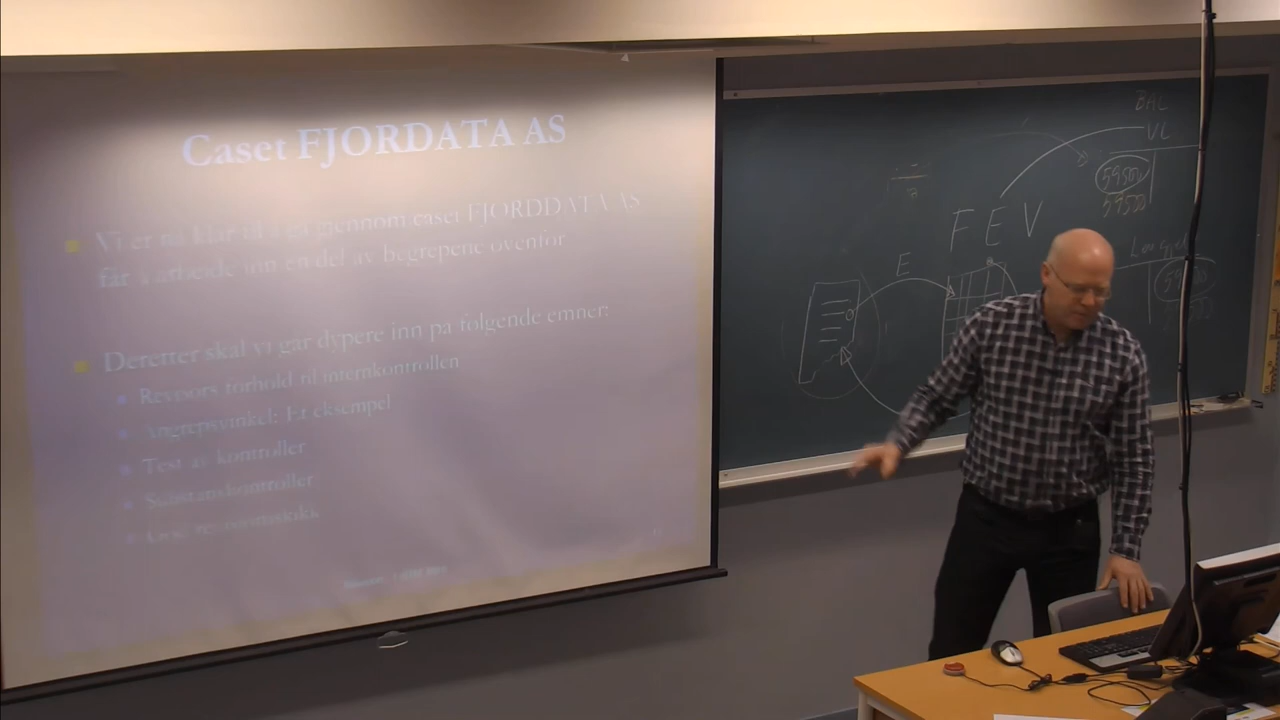 Caset FJORDATA AS
Vi er nå klar til å gå gjennom caset FJORDDATA AS
får å arbeide inn en del av begrepene ovenfor
Deretter skal vi går dypere inn på følgende emner:
Revisors forhold til internkontrollen
Angrepsvinkel: Et eksempel
Test av kontroller
Substanskontroller
BAL
VL
59500
59500
F E V
E